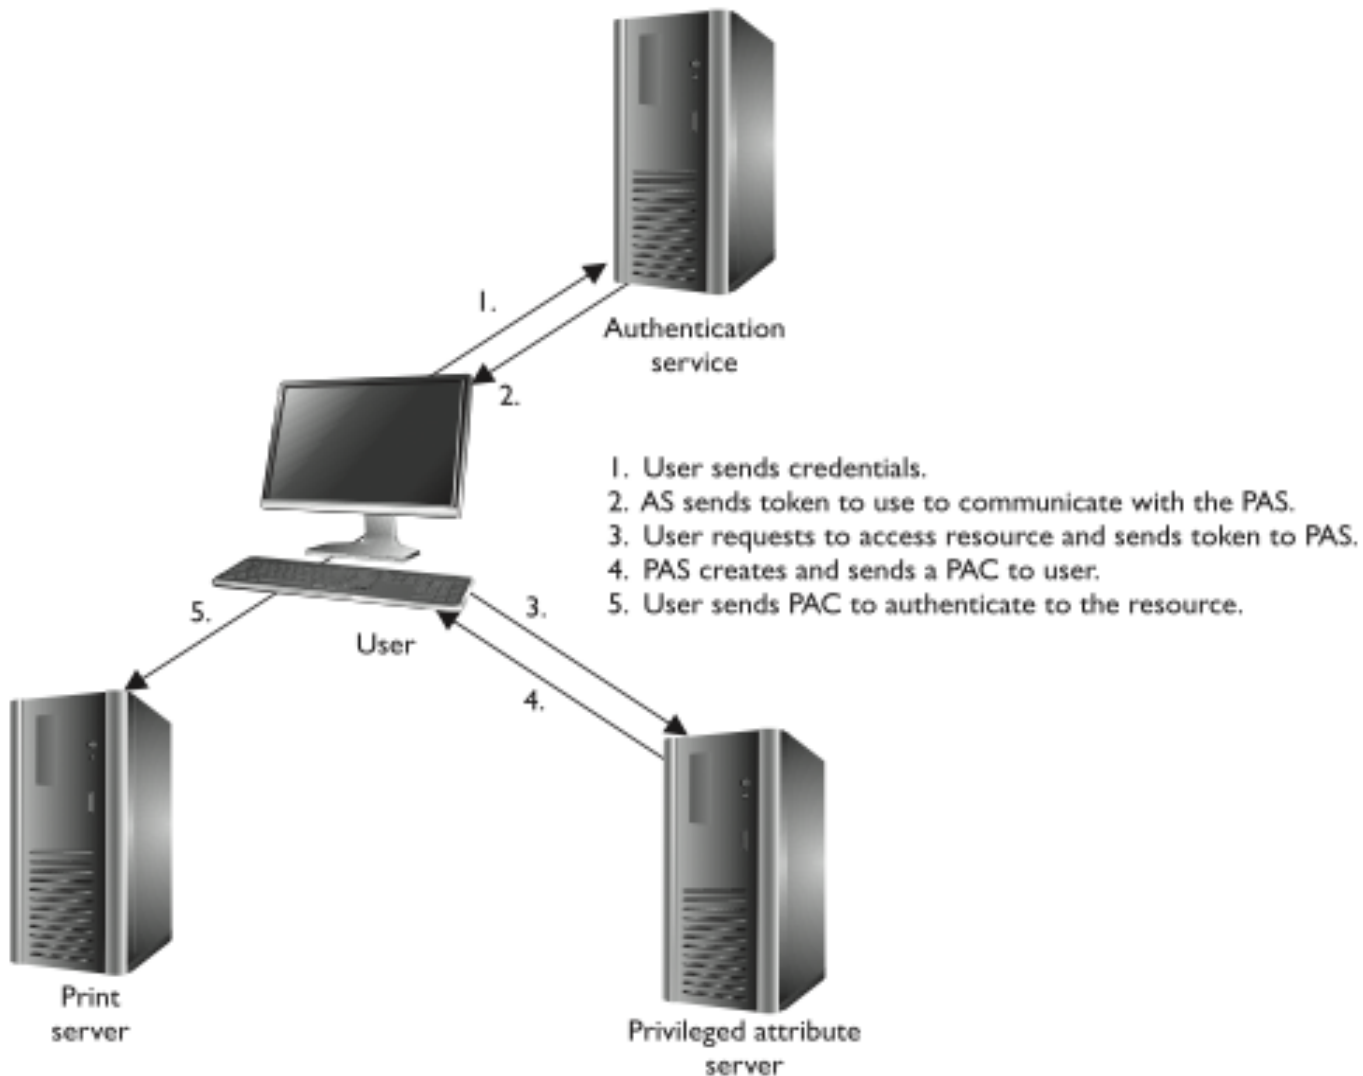 1.
Authentication
service
2.
1. User sends credentials.
2. AS sends token to use to communicate with the PAS.
3. User requests to access resource and sends token to PAS.
4. PAS creates and sends a PAC to user.
5. User sends PAC to authenticate to the resource.
5.
3.
User
4.
Print
server
Privileged attribute
server